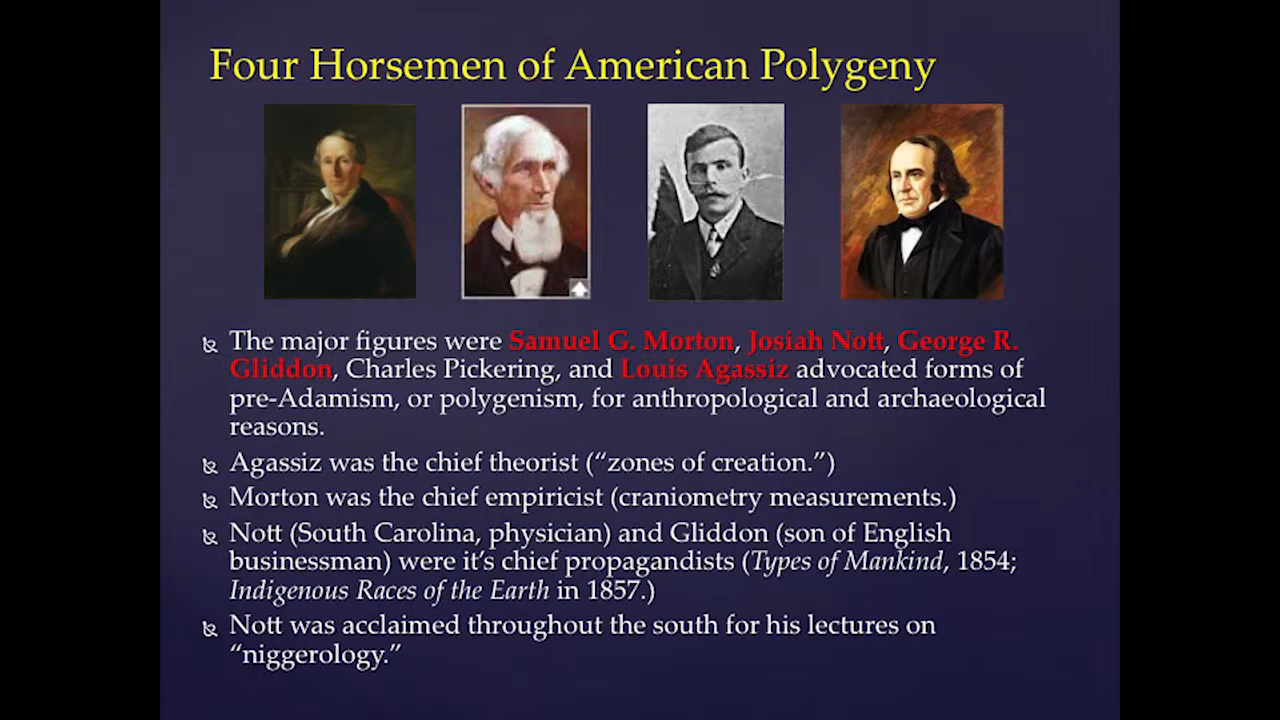 Four Horsemen of American Polygeny
The major figures were Samuel G. Morton, Josiah Nott, George R.
Gliddon, Charles Pickering, and Louis Agassiz advocated forms of
pre-Adamism, or polygenism, for anthropological and archaeological
reasons.
Agassiz was the chief theorist (“zones of creation.”)
Morton was the chief empiricist (craniometry measurements.)
Nott (South Carolina, physician) and Gliddon (son of English
businessman) were it’s chief propagandists (Types of Mankind, 1854;
Indigenous Races of the Earth in 1857.)
Nott was acclaimed throughout the south for his lectures on
“niggerology.”